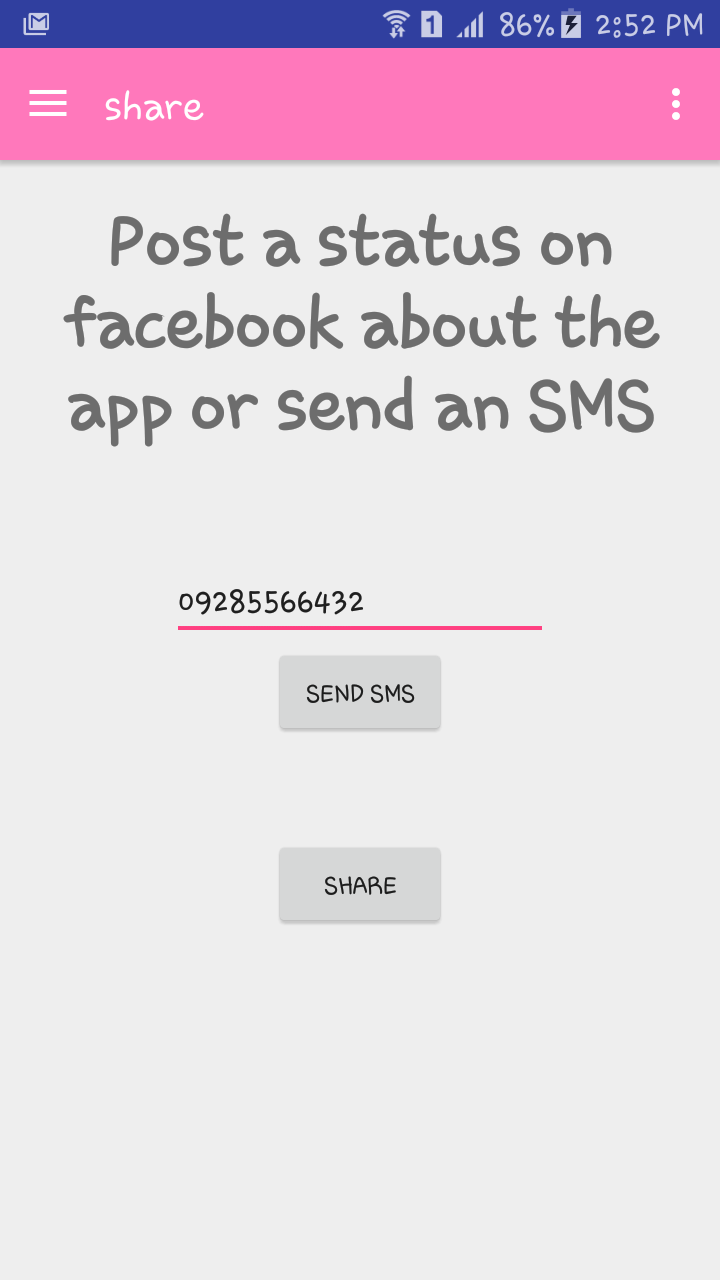 1 86% 2:52 PM
share
Post a status on
facebook about the
app or send an SMS
09285566432
SEND SMS
SHARE